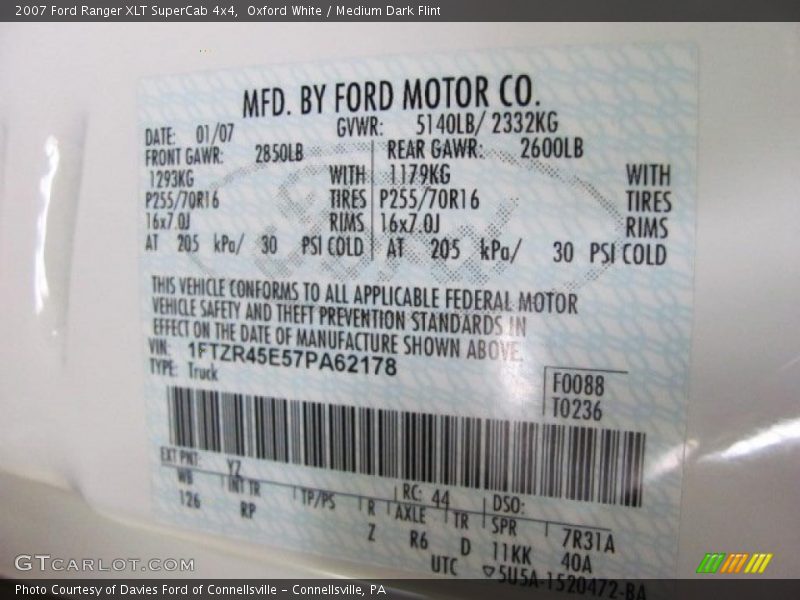 2007 Ford Ranger XLT SuperCab 4x4,  Oxford White / Medium Dark Flint
MFD. BY FORD MOTOR CO.
DATE: 01/07 GVWR: 5140LB/ 2332KG
FRONT GAWR: 2850LB REAR GAWR: 2600LB
1293KG WITH 1179KG WITH
P255/70R16 TIRES P255/70R16 TIRES
16x7.0J RIMS 16x7.0J RIMS
AT 205 kPa/ 30 PSI COLD AT 205 kPa/ 30 PSI COLD
THIS VEHICLE CONFORMS TO ALL APPLICABLE FEDERAL MOTOR
VEHICLE SAFETY AND THEFT PREVENTION STANDARDS IN
EFFECT ON THE DATE OF MANUFACTURE SHOWN ABOVE.
VIN: 1FTZR45E57PA62178
TYPE: Truck
F0088
T0236
EXT PNT: YZ RC: 44 DSO:
WB INT TR TP/PS R AXLE TR SPR 7R31A
126 RP Z R6 D 11KK 40A
UTC ▽5U5A-1520472-BA
GTCARLOT.COM
Photo Courtesy of Davies Ford of Connellsville - Connellsville, PA